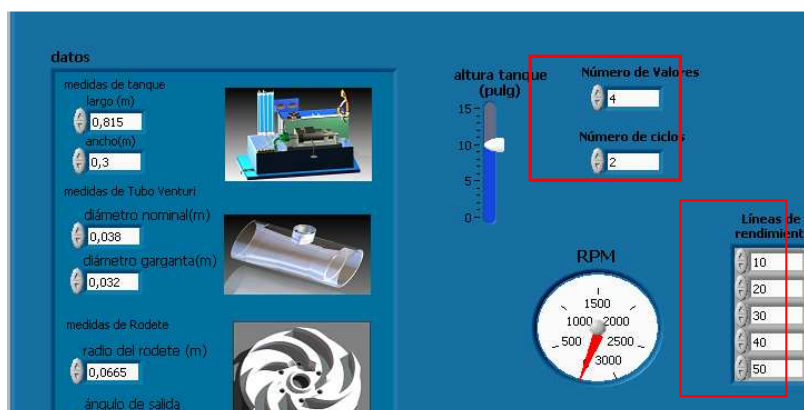 datos
medidas de tanque
largo (m)
0,815
ancho(m)
0,3
medidas de Tubo Venturi
diámetro nominal(m)
0,038
diámetro garganta(m)
0,032
medidas de Rodete
radio del rodete (m)
0,0665
ángulo de salida
altura tanque
(pulg)
15
10
5
0
Número de Valores
4
Número de ciclos
2
RPM
500
1000
1500
2000
2500
3000
Líneas de
rendimient
10
20
30
40
50